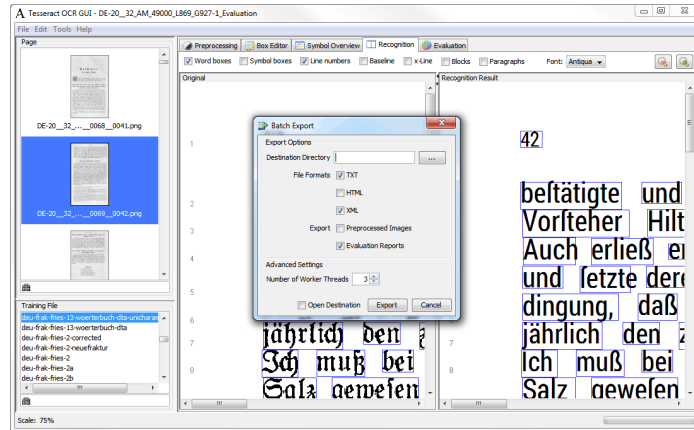 Tesseract OCR GUI - DE-20__32_AM_49000_L869_G927-1_Evaluation
File Edit Tools Help
Page
DE-20__32_..._0068__0041.png
DE-20__32_..._0069__0042.png
Training File
deu-frak-fries-13-woerterbuch-dta-unicharam
deu-frak-fries-13-woerterbuch-dta
deu-frak-fries-2-corrected
deu-frak-fries-2-neuefraktur
deu-frak-fries-2
deu-frak-fries-2a
deu-frak-fries-2b
Scale: 75%
Preprocessing Box Editor Symbol Overview Recognition Evaluation
Word boxes Symbol boxes Line numbers Baseline x-Line Blocks Paragraphs Font: Antiqua
Original
1
2
3
4
5
6
7
8
jährlich den
Ich muß bei
Salz gewesen
Batch Export
Export Options
Destination Directory ...
File Formats TXT
HTML
XML
Export Preprocessed Images
Evaluation Reports
Advanced Settings
Number of Worker Threads 3
Open Destination Export Cancel
Recognition Result
42
beſtätigte und
Vorſteher Hilt
Auch erließ er
und ſetzte dere
dingung, daß
7 jährlich den z
8 Ich muß bei
Salz geweſen